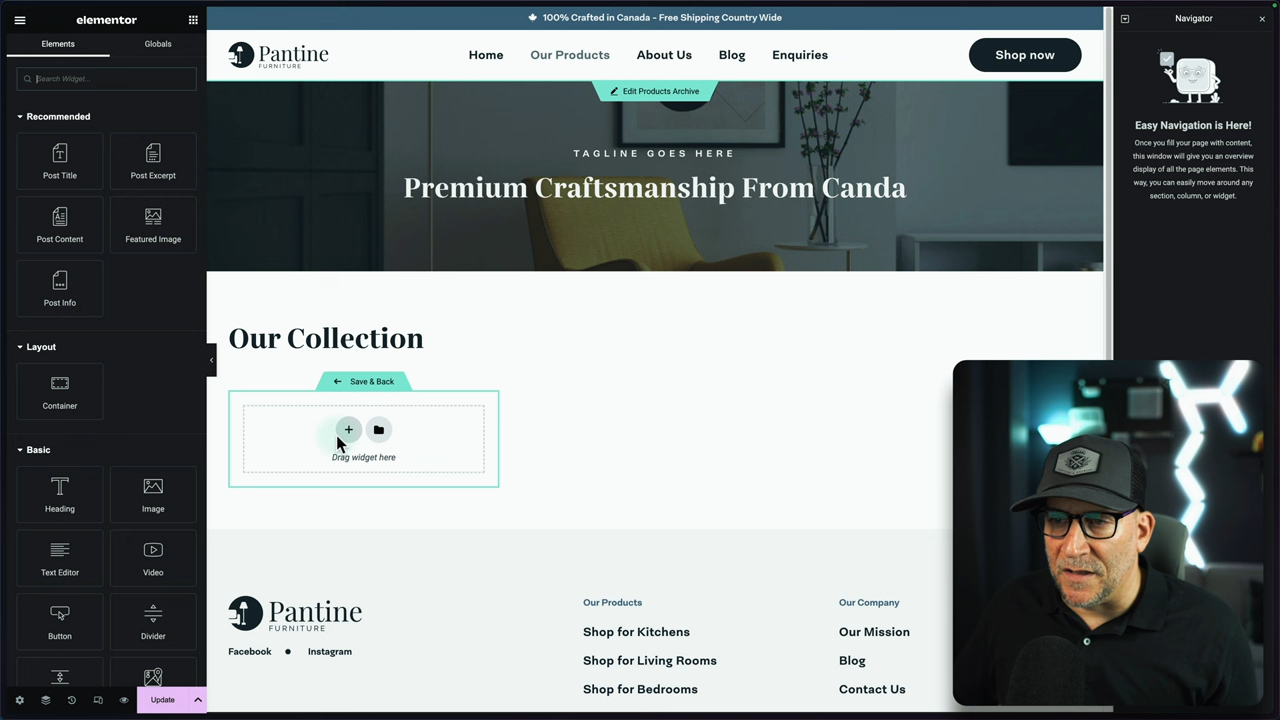 elementor
Elements
Globals
Search Widget...
Recommended
Post Title
Post Excerpt
Post Content
Featured Image
Post Info
Layout
Container
Basic
Heading
Image
Text Editor
Video
Button
Divider
Update
100% Crafted in Canada - Free Shipping Country Wide
Pantine
FURNITURE
Home
Our Products
About Us
Blog
Enquiries
Shop now
Edit Products Archive
TAGLINE GOES HERE
Premium Craftsmanship From Canda
Our Collection
Save & Back
Drag widget here
Pantine
FURNITURE
Facebook
Instagram
Our Products
Shop for Kitchens
Shop for Living Rooms
Shop for Bedrooms
Our Company
Our Mission
Blog
Contact Us
Navigator
Easy Navigation is Here!
Once you fill your page with content,
this window will give you an overview
display of all the page elements. This
way, you can easily move around any
section, column, or widget.